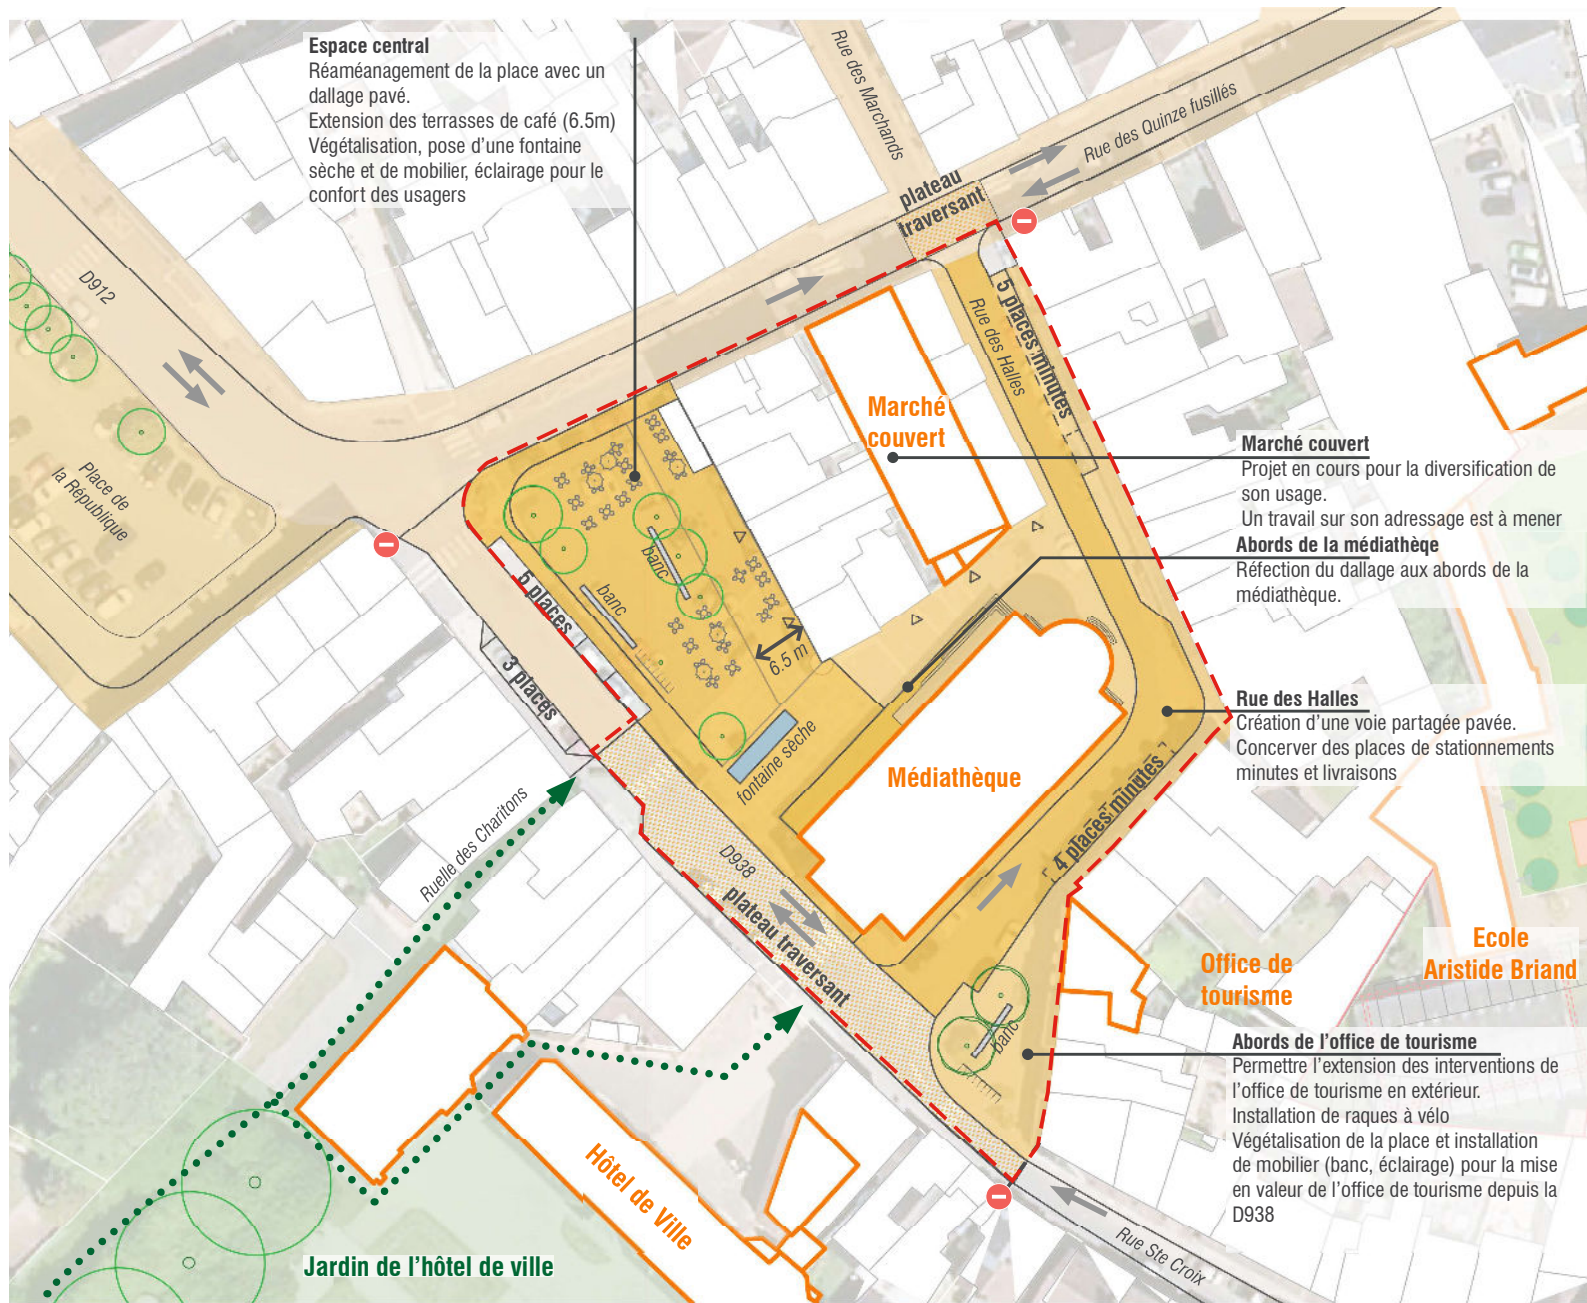 Espace central
Réaméanagement de la place avec un
dallage pavé.
Extension des terrasses de café (6.5m)
Végétalisation, pose d'une fontaine
sèche et de mobilier, éclairage pour le
confort des usagers
Rue des Marchands
Rue des Quinze fusillés
plateau
traversant
D912
Place de
la République
5 places minutes
Rue des Halles
Marché
couvert
Marché couvert
Projet en cours pour la diversification de
son usage.
Un travail sur son adressage est à mener
Abords de la médiathèqe
Réfection du dallage aux abords de la
médiathèque.
banc
banc
5 places
3 places
6.5 m
fontaine sèche
Médiathèque
Rue des Halles
Création d'une voie partagée pavée.
Concerver des places de stationnements
minutes et livraisons
4 places minutes
Ruelle des Charitons
D938
plateau traversant
Office de
tourisme
Ecole
Aristide Briand
banc
Abords de l'office de tourisme
Permettre l'extension des interventions de
l'office de tourisme en extérieur.
Installation de raques à vélo
Végétalisation de la place et installation
de mobilier (banc, éclairage) pour la mise
en valeur de l'office de tourisme depuis la
D938
Hôtel de Ville
Jardin de l'hôtel de ville
Rue Ste Croix